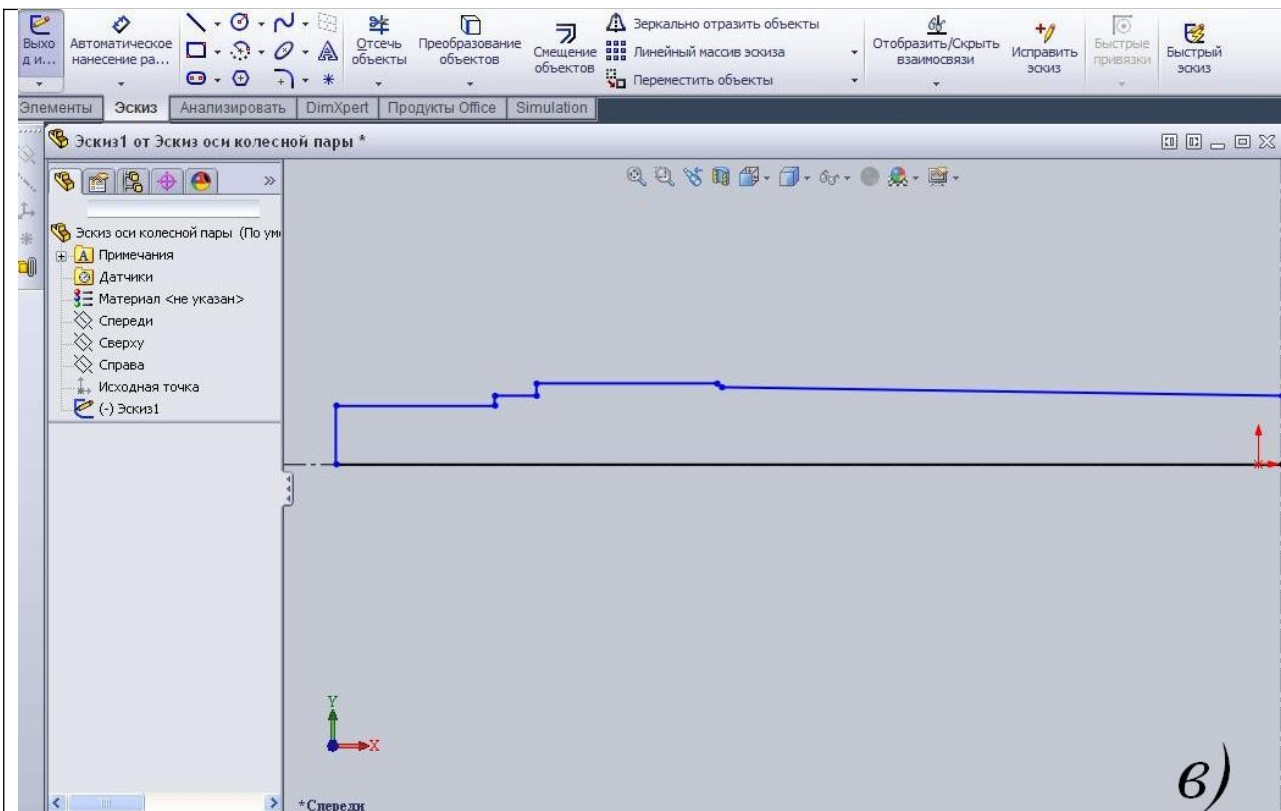 Выхо
д и...
Автоматическое
нанесение ра...
Отсечь
объекты
Преобразование
объектов
Смещение
объектов
Зеркально отразить объекты
Линейный массив эскиза
Переместить объекты
Отобразить/Скрыть
взаимосвязи
Исправить
эскиз
Быстрые
привязки
Быстрый
эскиз
Элементы Эскиз Анализировать DimXpert Продукты Office Simulation
Эскиз1 от Эскиз оси колесной пары *
Эскиз оси колесной пары (По умо
Примечания
Датчики
Материал <не указан>
Спереди
Сверху
Справа
Исходная точка
(-) Эскиз1
Y
X
*Спереди
в)